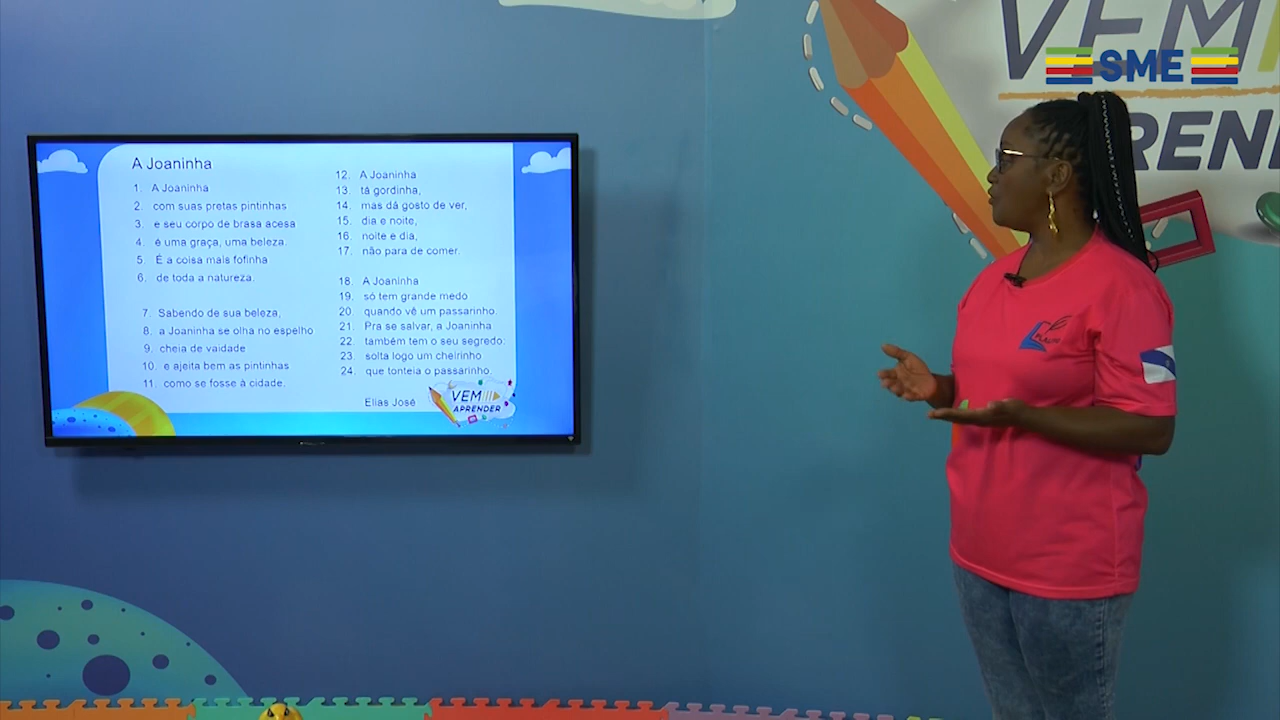 VEM
SME
APRENDER
A Joaninha
1. A Joaninha
2. com suas pretas pintinhas
3. e seu corpo de brasa acesa
4. é uma graça, uma beleza.
5. É a coisa mais fofinha
6. de toda a natureza.
7. Sabendo de sua beleza,
8. a Joaninha se olha no espelho
9. cheia de vaidade
10. e ajeita bem as pintinhas
11. como se fosse à cidade.
12. A Joaninha
13. tá gordinha,
14. mas dá gosto de ver,
15. dia e noite,
16. noite e dia,
17. não para de comer.
18. A Joaninha
19. só tem grande medo
20. quando vê um passarinho.
21. Pra se salvar, a Joaninha
22. também tem o seu segredo:
23. solta logo um cheirinho
24. que tonteia o passarinho.
Elias José
VEM
APRENDER